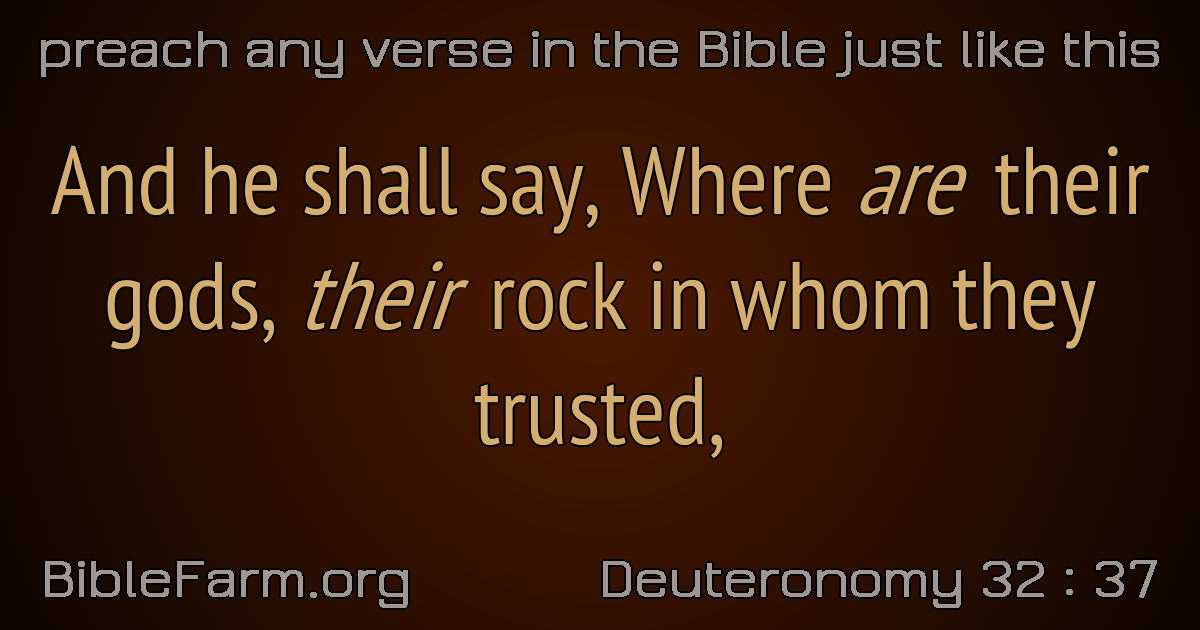 preach any verse in the Bible just like this
And he shall say, Where are their
gods, their rock in whom they
trusted,
BibleFarm.org
Deuteronomy 32 : 37